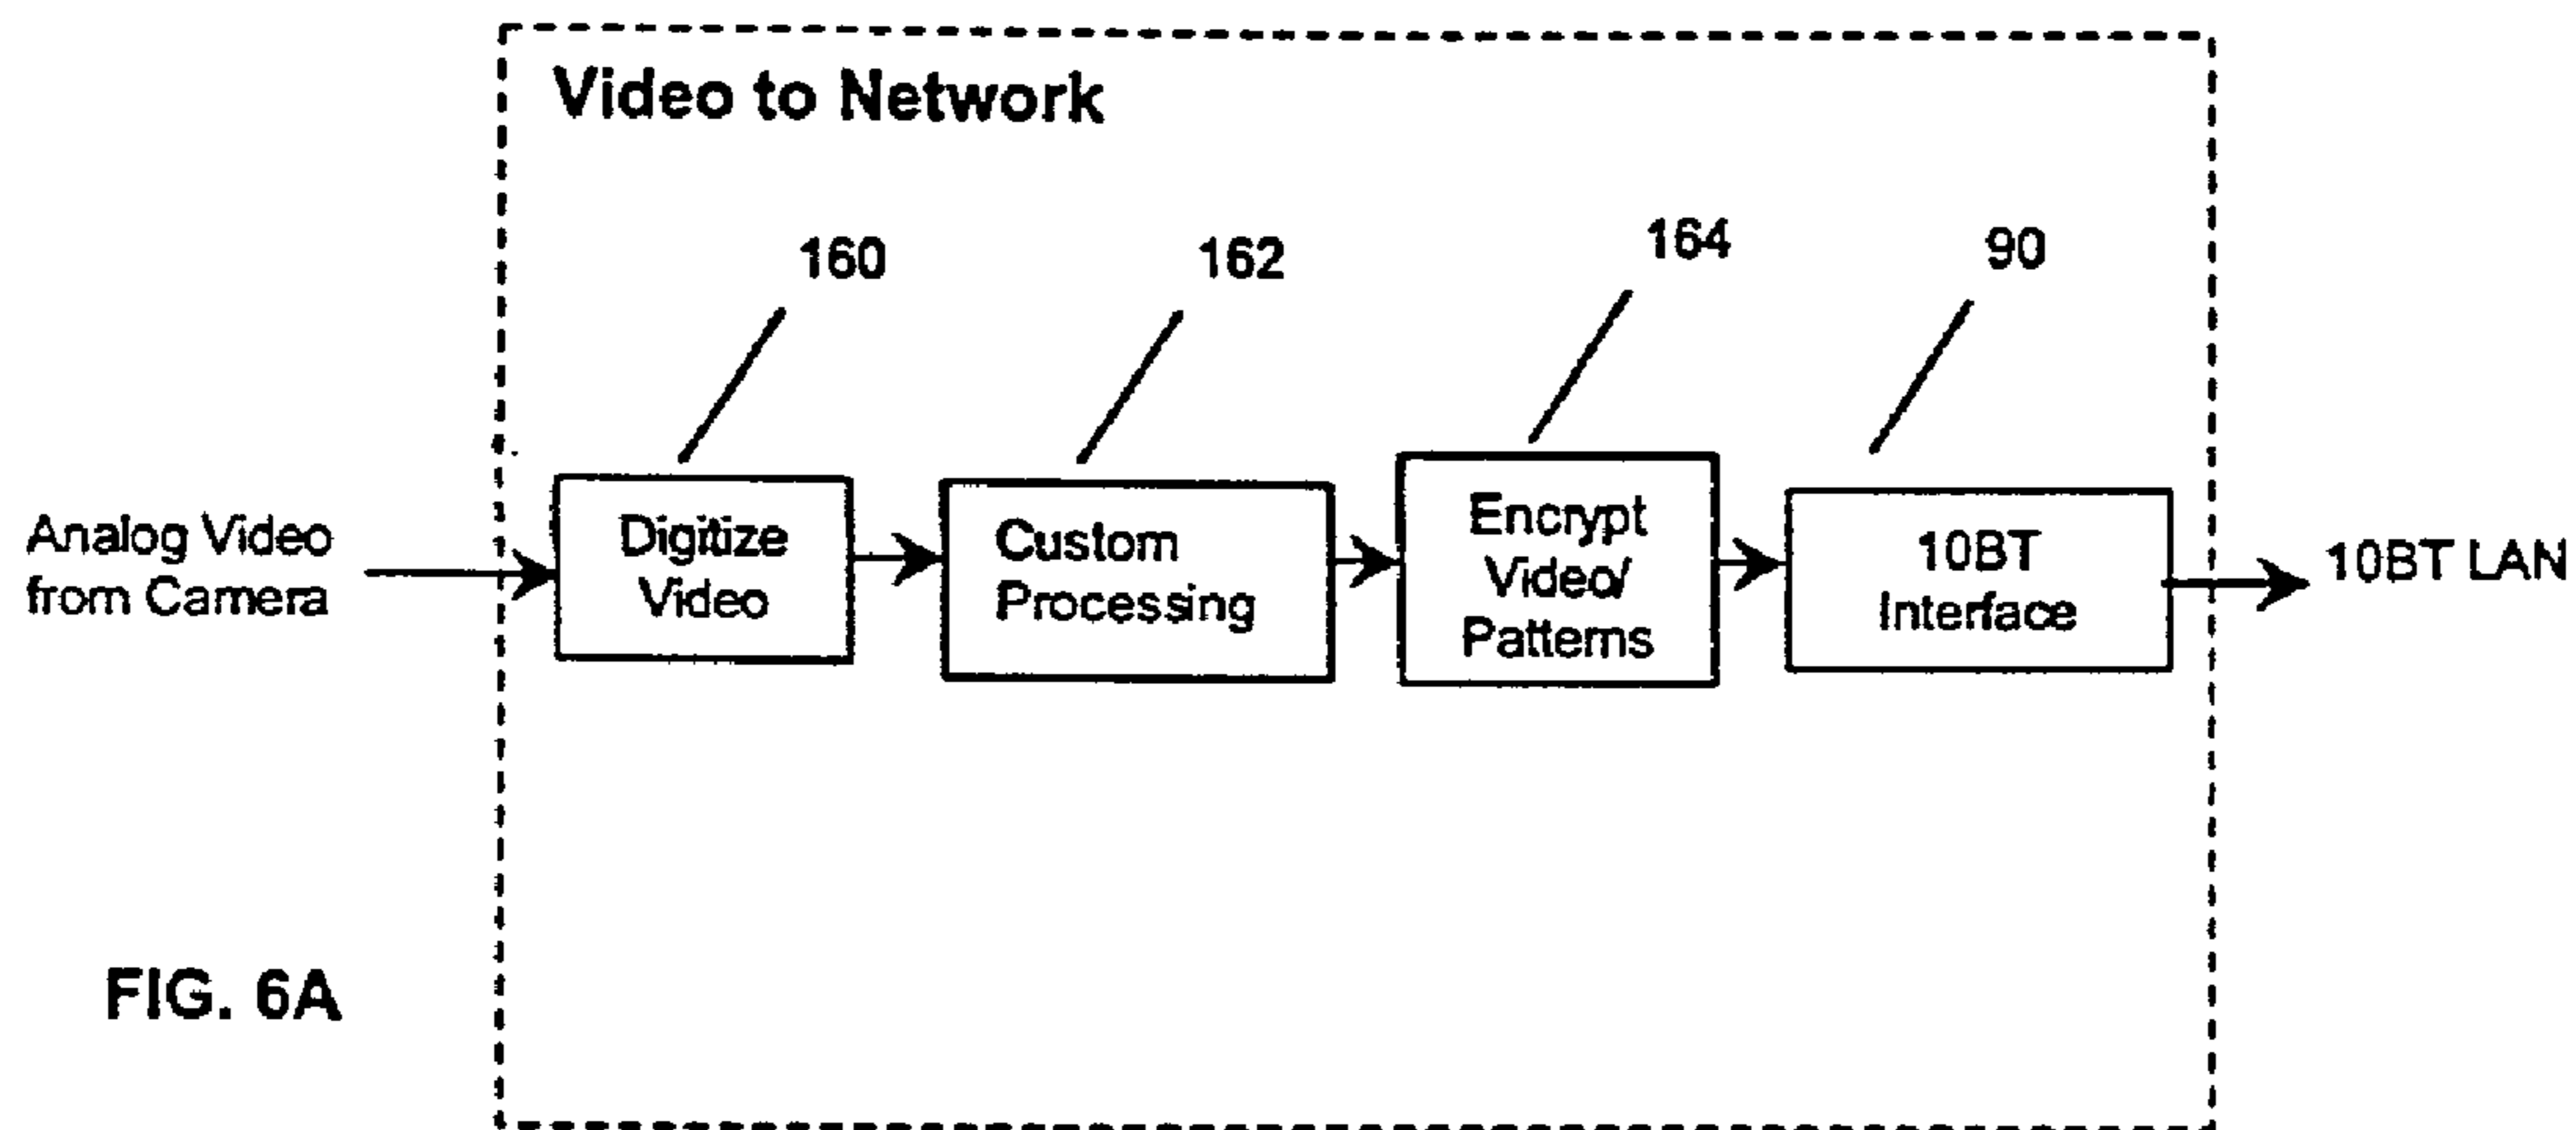 Video to Network
160
162
164
90
Analog Video
from Camera
Digitize
Video
Custom
Processing
Encrypt
Video/
Patterns
10BT
Interface
10BT LAN
FIG. 6A